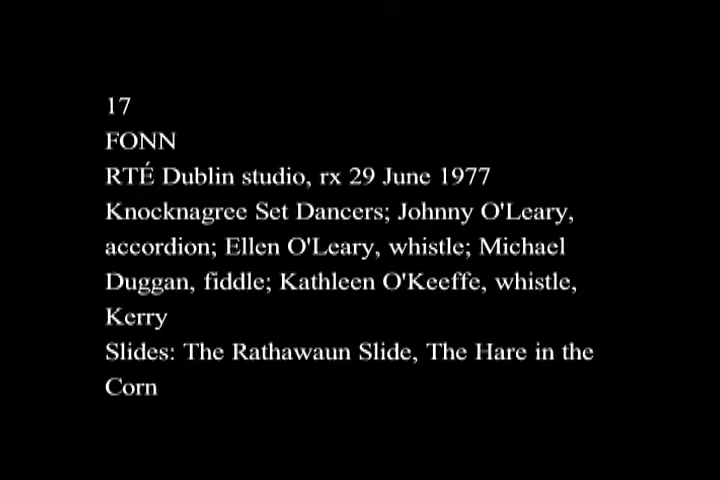 17
FONN
RTÉ Dublin studio, rx 29 June 1977
Knocknagree Set Dancers; Johnny O'Leary,
accordion; Ellen O'Leary, whistle; Michael
Duggan, fiddle; Kathleen O'Keeffe, whistle,
Kerry
Slides: The Rathawaun Slide, The Hare in the
Corn